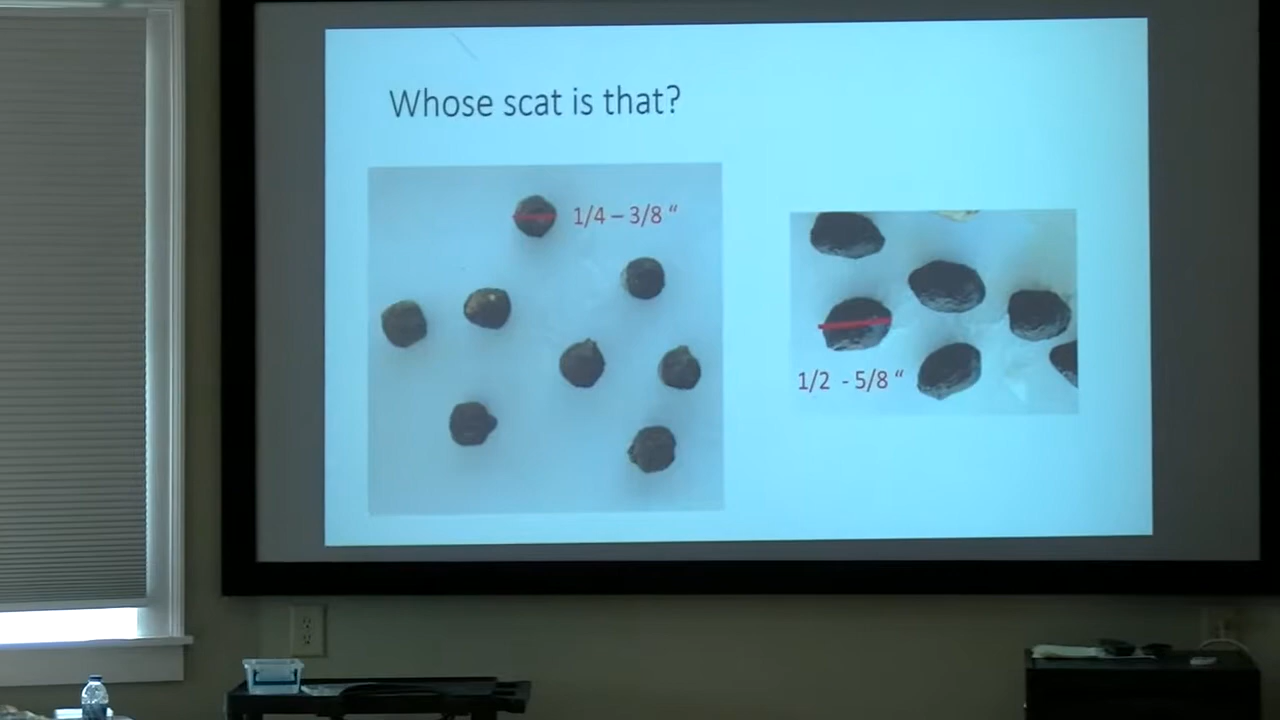 Whose scat is that?
1/4 – 3/8 “
1/2 - 5/8 “